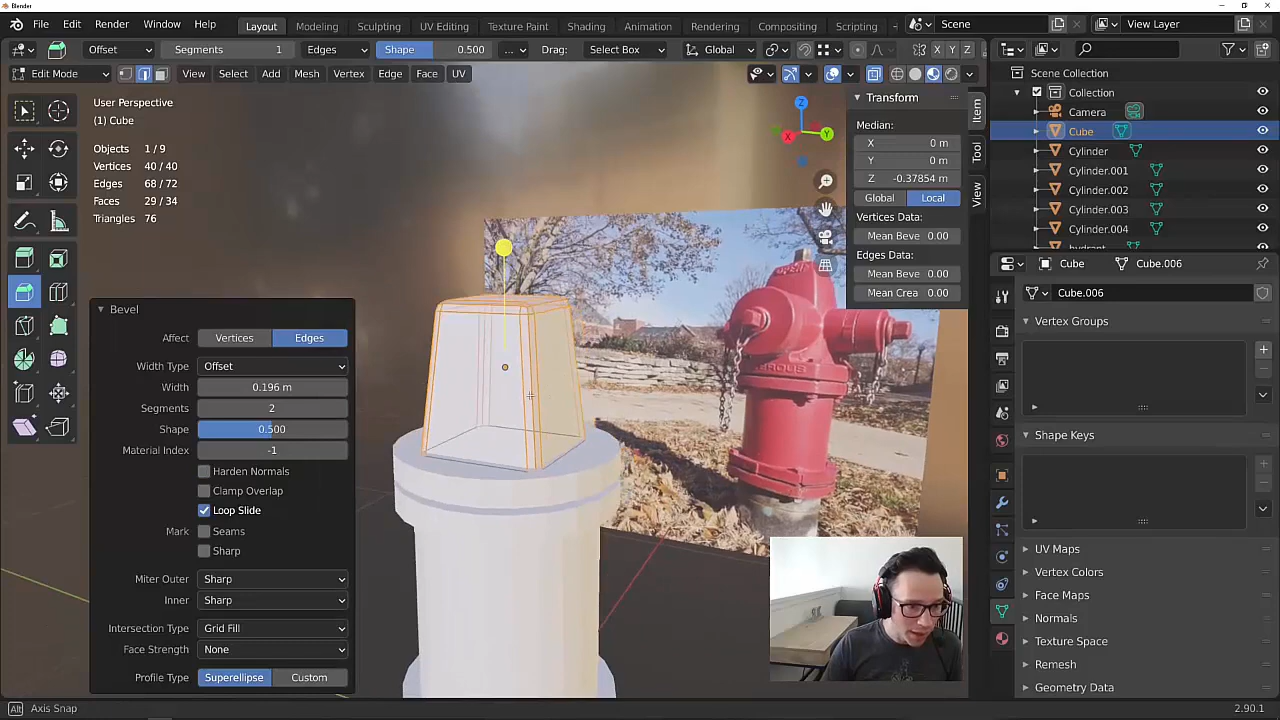 Blender
File Edit Render Window Help Layout Modeling Sculpting UV Editing Texture Paint Shading Animation Rendering Compositing Scripting Scene View Layer
Offset Segments 1 Edges Shape 0.500 ... Drag: Select Box Global X Y Z
Edit Mode View Select Add Mesh Vertex Edge Face UV
User Perspective
(1) Cube
Objects 1/9
Vertices 40/40
Edges 68/72
Faces 29/34
Triangles 76
Z
X Y
Transform
Median:
X 0 m
Y 0 m
Z -0.37854 m
Global Local
Vertices Data:
Mean Beve 0.00
Edges Data:
Mean Beve 0.00
Mean Crea 0.00
Item
Tool
View
Bevel
Affect Vertices Edges
Width Type Offset
Width 0.196 m
Segments 2
Shape 0.500
Material Index -1
Harden Normals
Clamp Overlap
Loop Slide
Mark Seams
Sharp
Miter Outer Sharp
Inner Sharp
Intersection Type Grid Fill
Face Strength None
Profile Type Superellipse Custom
OPEN
Scene Collection
Collection
Camera
Cube
Cylinder
Cylinder.001
Cylinder.002
Cylinder.003
Cylinder.004
hydrant
Cube Cube.006
Cube.006
Vertex Groups
Shape Keys
UV Maps
Vertex Colors
Face Maps
Normals
Texture Space
Remesh
Geometry Data
Alt Axis Snap 2.90.1